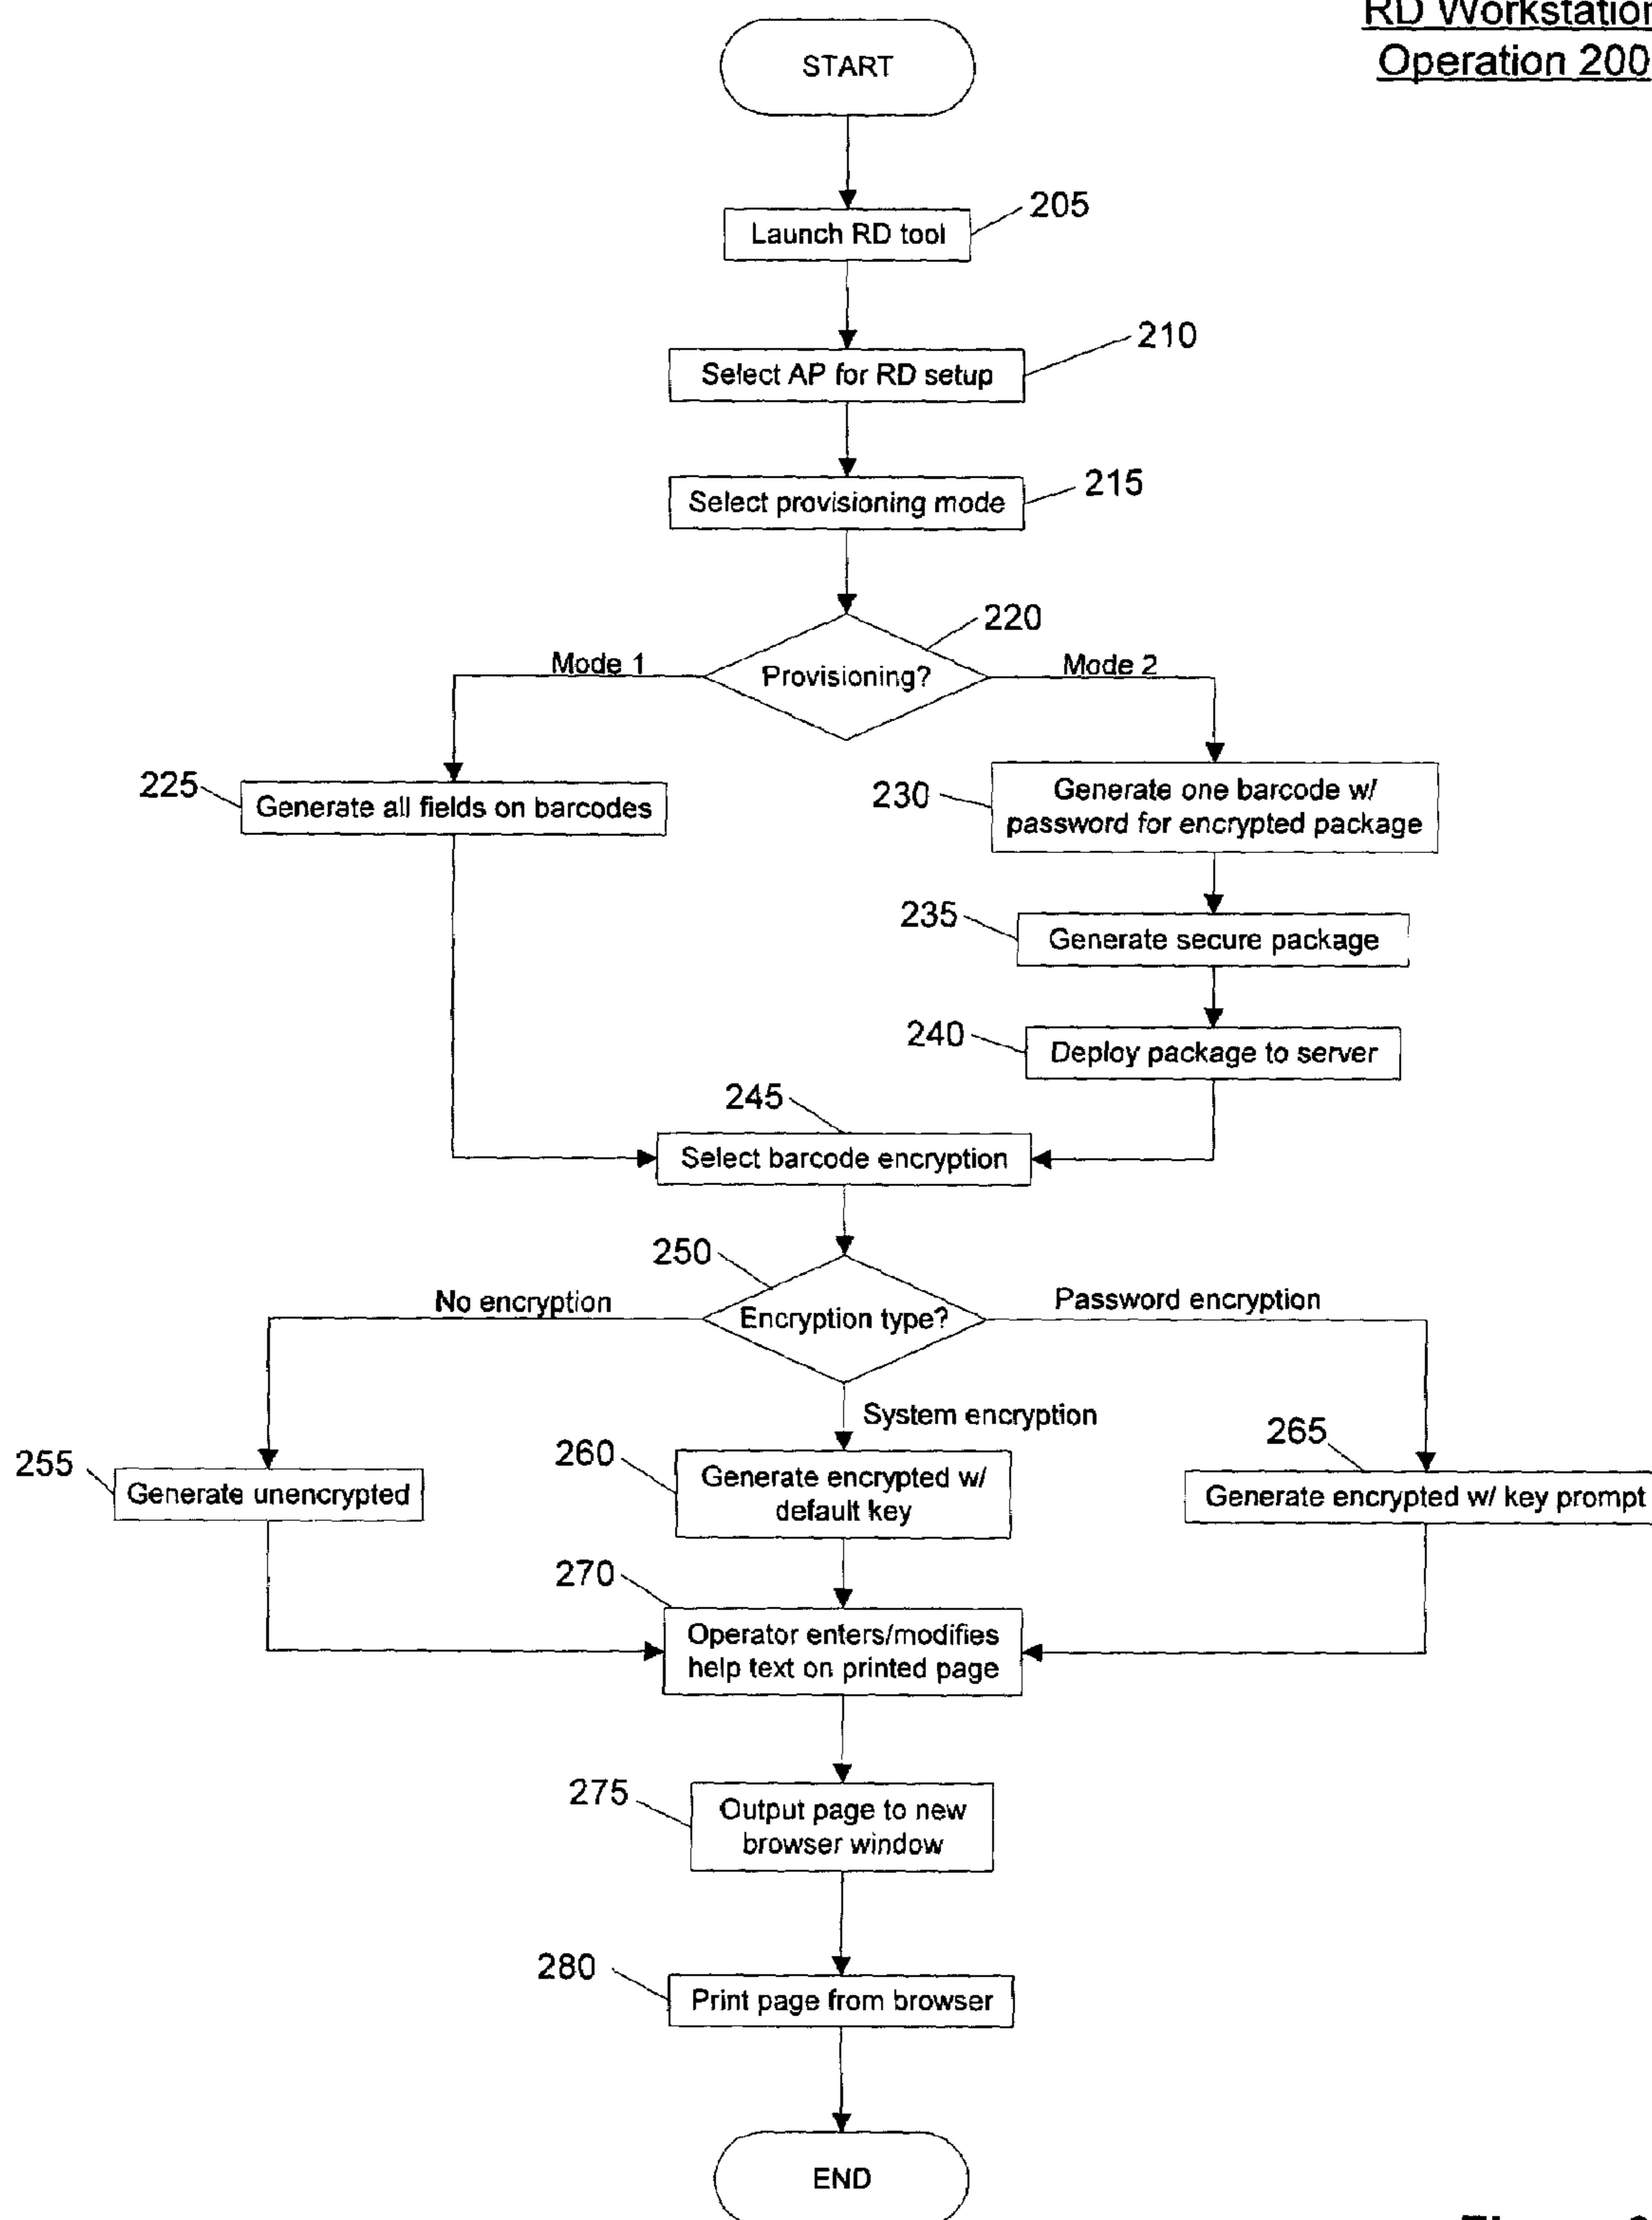 RD Workstation
Operation 200
START
205
Launch RD tool
210
Select AP for RD setup
215
Select provisioning mode
220
Mode 1
Provisioning?
Mode 2
225
Generate all fields on barcodes
230
Generate one barcode w/
password for encrypted package
235
Generate secure package
240
Deploy package to server
245
Select barcode encryption
250
No encryption
Encryption type?
Password encryption
System encryption
255
Generate unencrypted
260
Generate encrypted w/
default key
265
Generate encrypted w/ key prompt
270
Operator enters/modifies
help text on printed page
275
Output page to new
browser window
280
Print page from browser
END